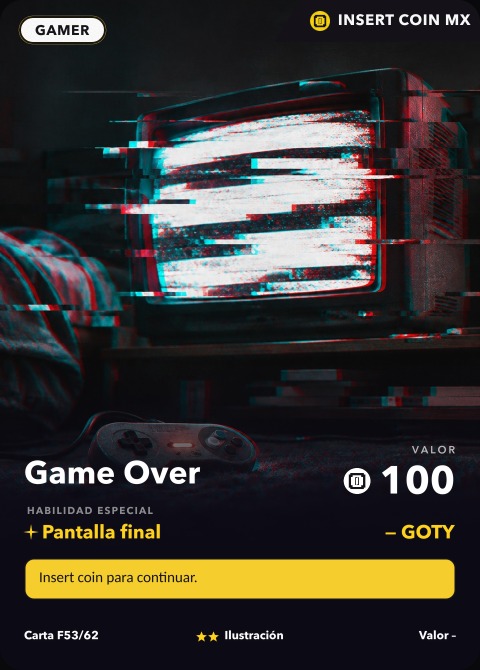 GAMER
INSERT COIN MX
VALOR
Game Over
100
HABILIDAD ESPECIAL
Pantalla final
– GOTY
Insert coin para continuar.
Carta F53/62
★★ Ilustración
Valor –